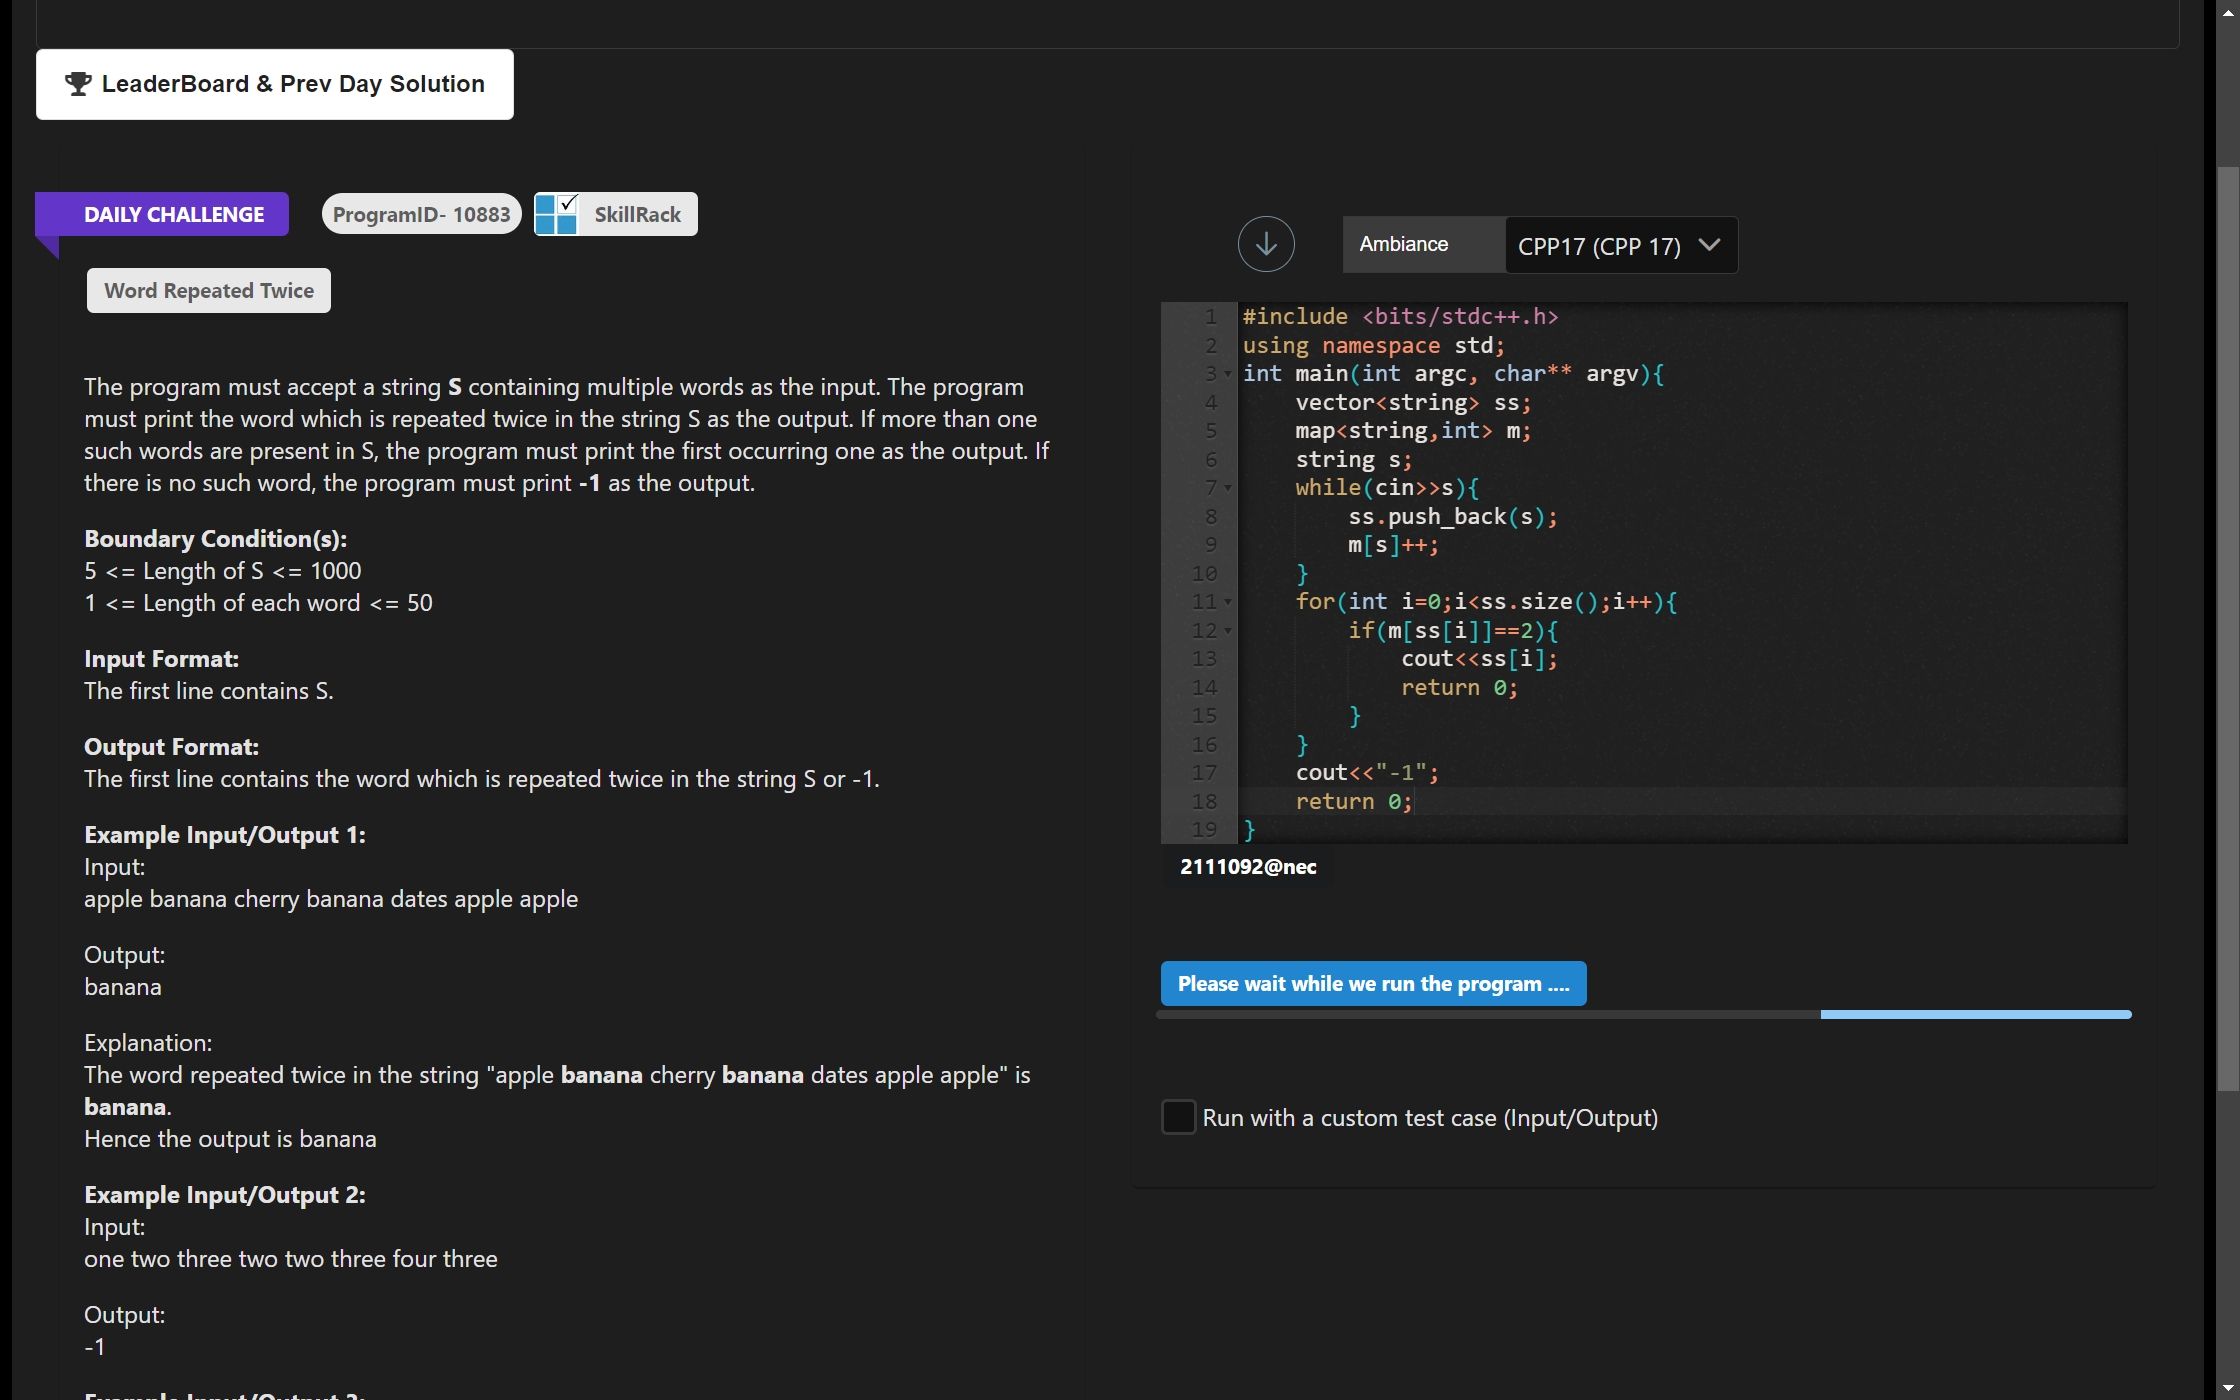 LeaderBoard & Prev Day Solution
DAILY CHALLENGE
ProgramID- 10883
SkillRack
Word Repeated Twice
The program must accept a string S containing multiple words as the input. The program
must print the word which is repeated twice in the string S as the output. If more than one
such words are present in S, the program must print the first occurring one as the output. If
there is no such word, the program must print -1 as the output.
Boundary Condition(s):
5 <= Length of S <= 1000
1 <= Length of each word <= 50
Input Format:
The first line contains S.
Output Format:
The first line contains the word which is repeated twice in the string S or -1.
Example Input/Output 1:
Input:
apple banana cherry banana dates apple apple
Output:
banana
Explanation:
The word repeated twice in the string "apple banana cherry banana dates apple apple" is
banana.
Hence the output is banana
Example Input/Output 2:
Input:
one two three two two three four three
Output:
-1
Ambiance
CPP17 (CPP 17)
1 #include <bits/stdc++.h>
2 using namespace std;
3 int main(int argc, char** argv){
4 vector<string> ss;
5 map<string,int> m;
6 string s;
7 while(cin>>s){
8 ss.push_back(s);
9 m[s]++;
10 }
11 for(int i=0;i<ss.size();i++){
12 if(m[ss[i]]==2){
13 cout<<ss[i];
14 return 0;
15 }
16 }
17 cout<<"-1";
18 return 0;
19 }
2111092@nec
Please wait while we run the program ....
Run with a custom test case (Input/Output)